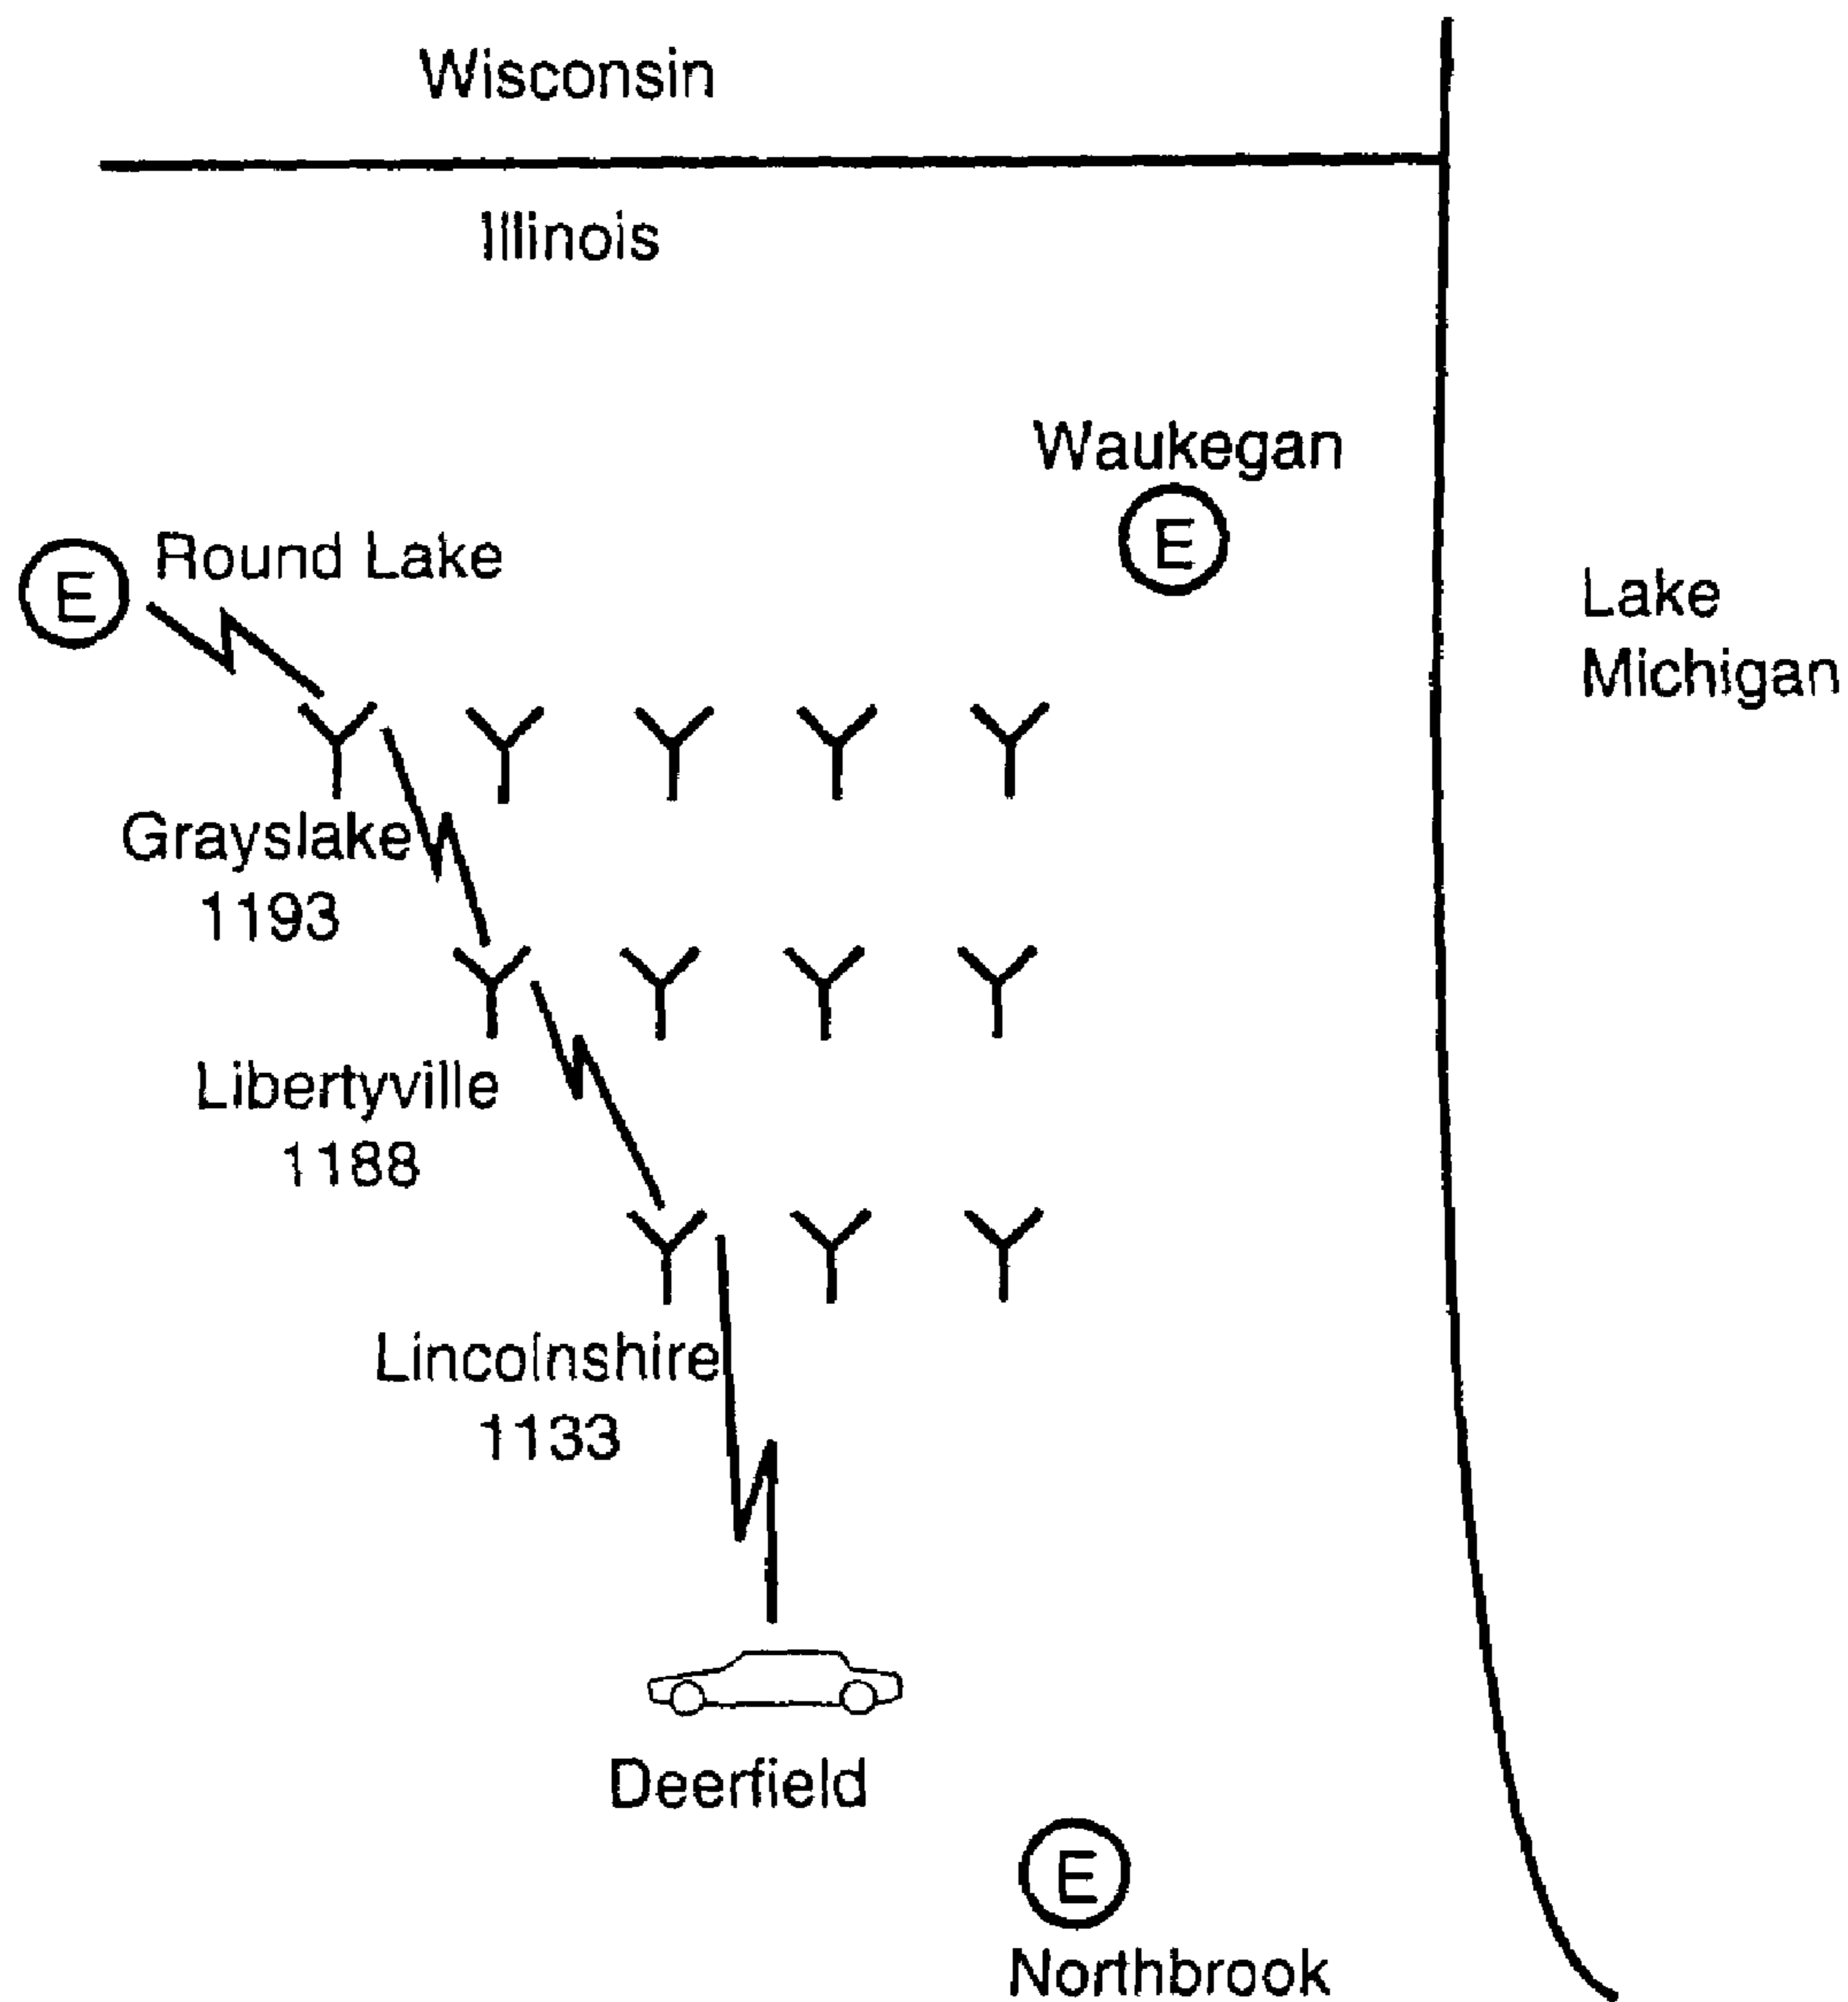 Wisconsin
Illinois
Waukegan
E
Round Lake
E
Lake
Michigan
Grayslake
1193
Libertyville
1188
Lincolnshire
1133
Deerfield
E
Northbrook